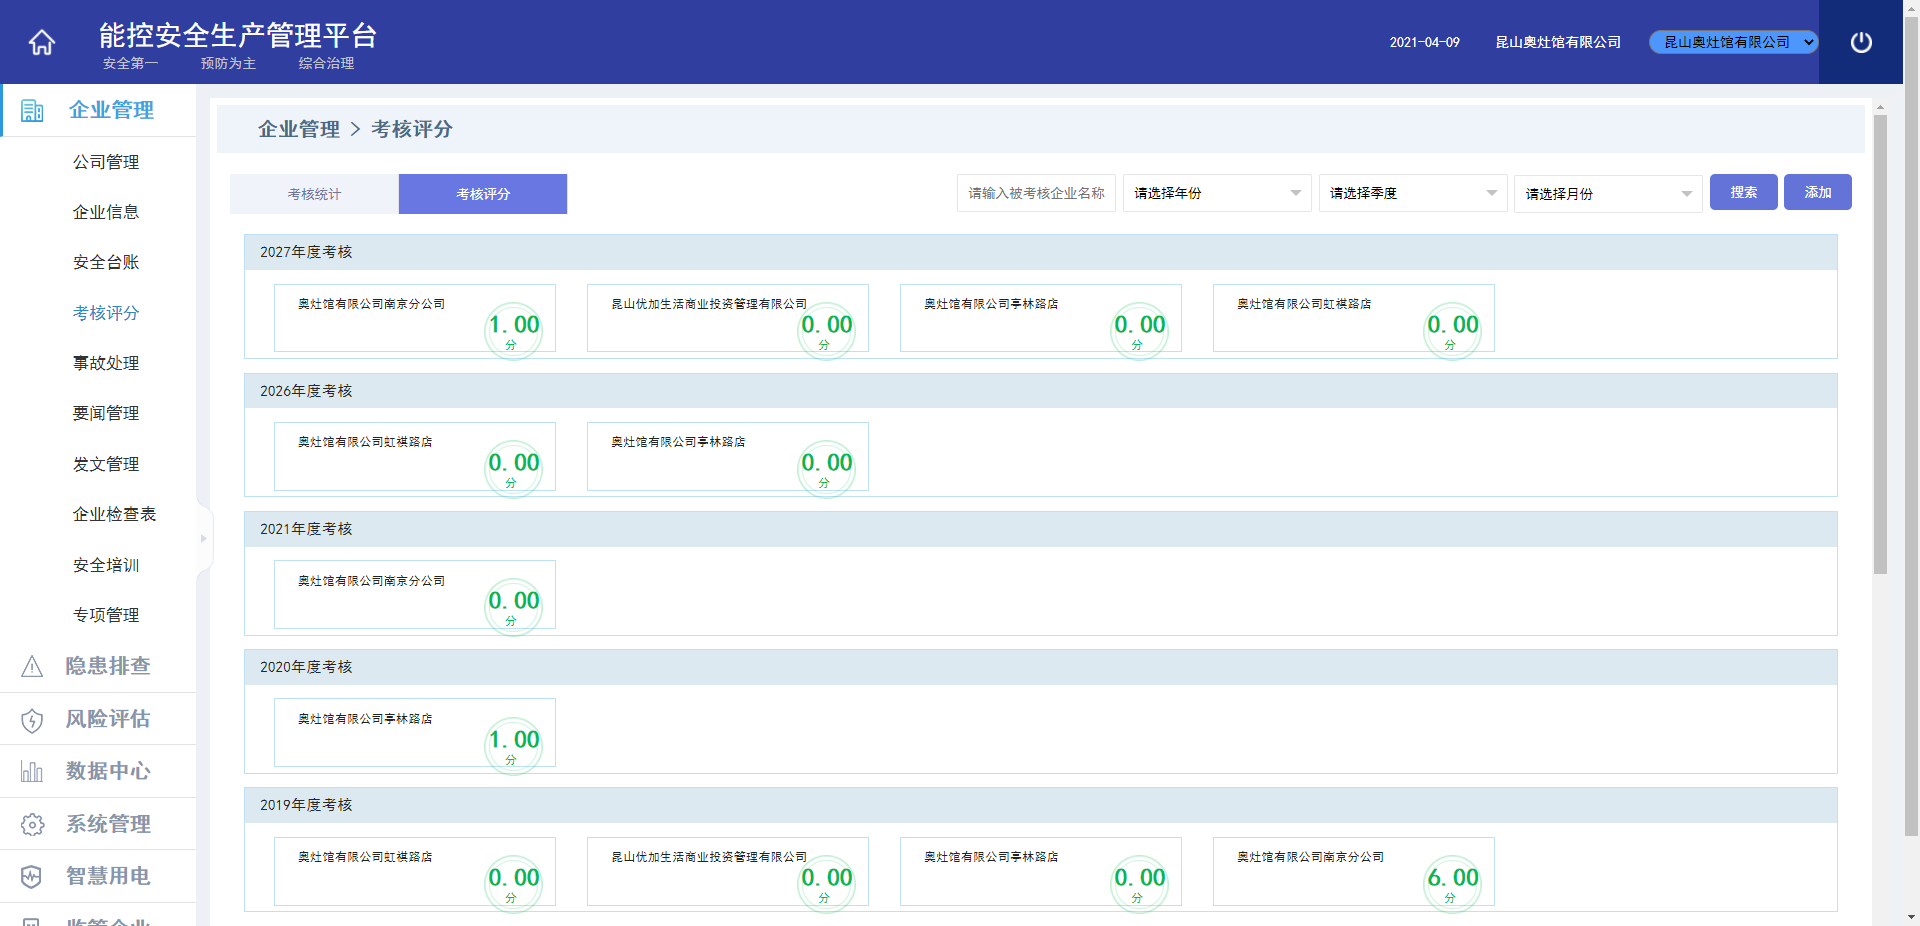 能控安全生产管理平台
安全第一 预防为主 综合治理
2021-04-09 昆山奥灶馆有限公司 昆山奥灶馆有限公司
企业管理
公司管理
企业信息
安全台账
考核评分
事故处理
要闻管理
发文管理
企业检查表
安全培训
专项管理
隐患排查
风险评估
数据中心
系统管理
智慧用电
监管企业
企业管理 > 考核评分
考核统计 考核评分 请输入被考核企业名称 请选择年份 请选择季度 请选择月份 搜索 添加
2027年度考核
奥灶馆有限公司南京分公司 1.00 分
昆山优加生活商业投资管理有限公司 0.00 分
奥灶馆有限公司亭林路店 0.00 分
奥灶馆有限公司虹祺路店 0.00 分
2026年度考核
奥灶馆有限公司虹祺路店 0.00 分
奥灶馆有限公司亭林路店 0.00 分
2021年度考核
奥灶馆有限公司南京分公司 0.00 分
2020年度考核
奥灶馆有限公司亭林路店 1.00 分
2019年度考核
奥灶馆有限公司虹祺路店 0.00 分
昆山优加生活商业投资管理有限公司 0.00 分
奥灶馆有限公司亭林路店 0.00 分
奥灶馆有限公司南京分公司 6.00 分